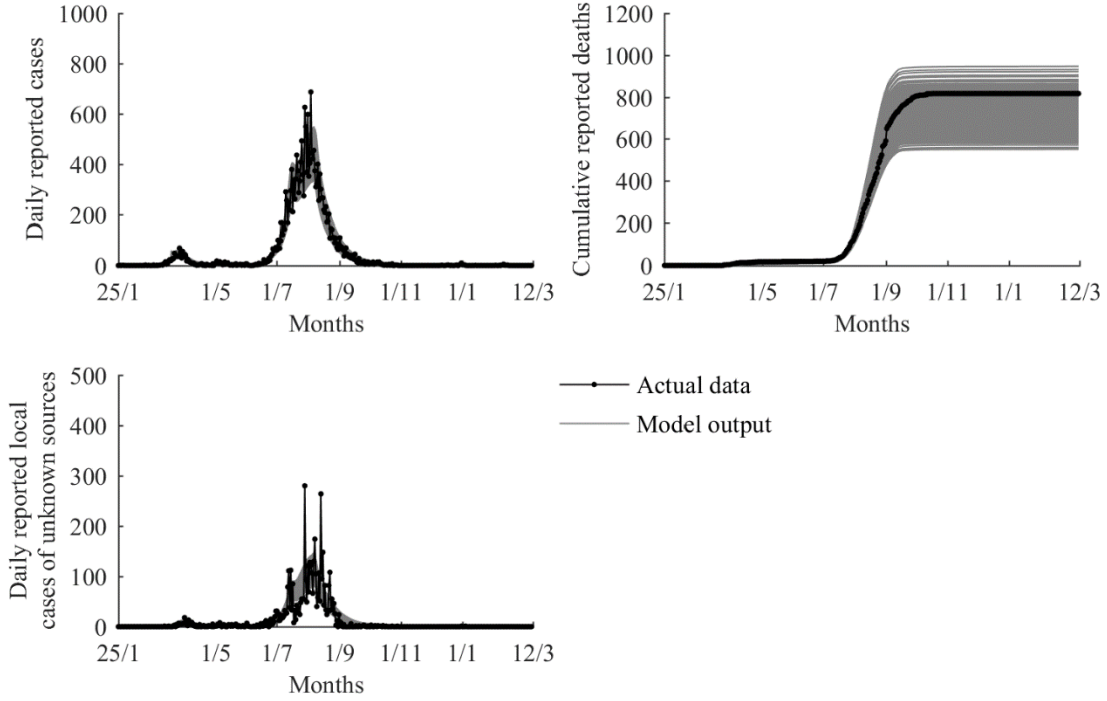 Daily reported cases
1000
800
600
400
200
0
25/1 1/5 1/7 1/9 1/11 1/1 12/3
Months
Cumulative reported deaths
1200
1000
800
600
400
200
0
25/1 1/5 1/7 1/9 1/11 1/1 12/3
Months
Daily reported local
cases of unknown sources
500
400
300
200
100
0
25/1 1/5 1/7 1/9 1/11 1/1 12/3
Months
Actual data
Model output